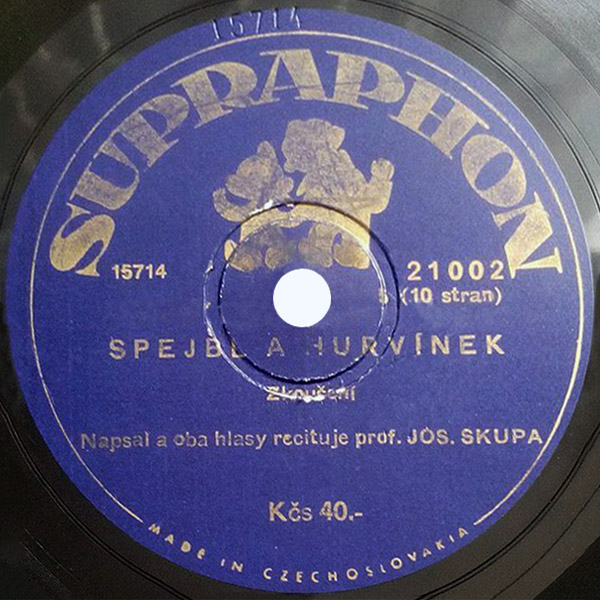 15714
SUPRAPHON
15714
21002
(10 stran)
SPEJBL A HURVÍNEK
Zkoušení
Napsal a oba hlasy recituje prof. JOS. SKUPA
Kčs 40.-
MADE IN CZECHOSLOVAKIA